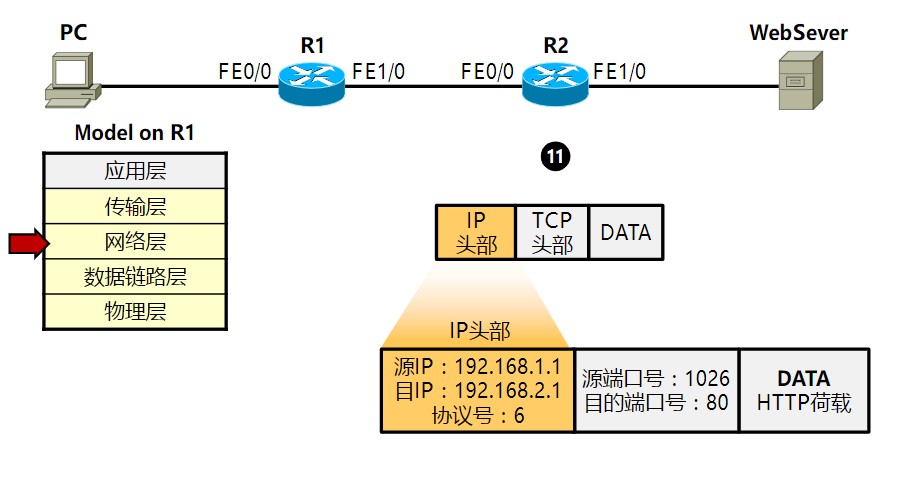 PC
R1
R2
WebSever
FE0/0
FE1/0
FE0/0
FE1/0
Model on R1
应用层
传输层
网络层
数据链路层
物理层
11
IP
头部
TCP
头部
DATA
IP头部
源IP：192.168.1.1
目IP：192.168.2.1
协议号：6
源端口号：1026
目的端口号：80
DATA
HTTP荷载